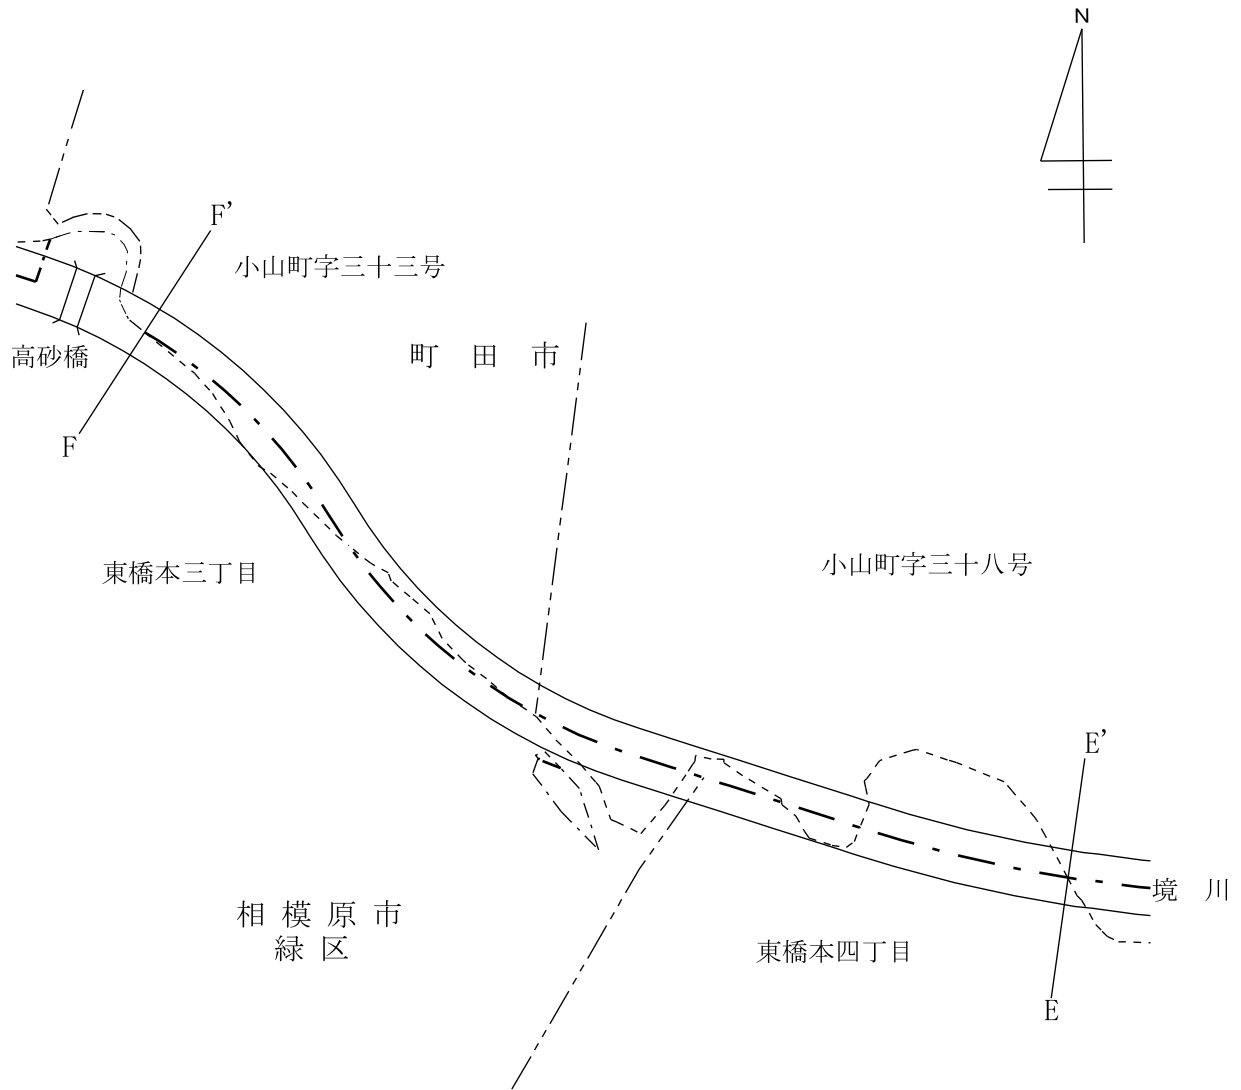 N
F’
小山町字三十三号
高砂橋
町田市
F
小山町字三十八号
東橋本三丁目
E’
境川
相模原市
緑区
東橋本四丁目
E